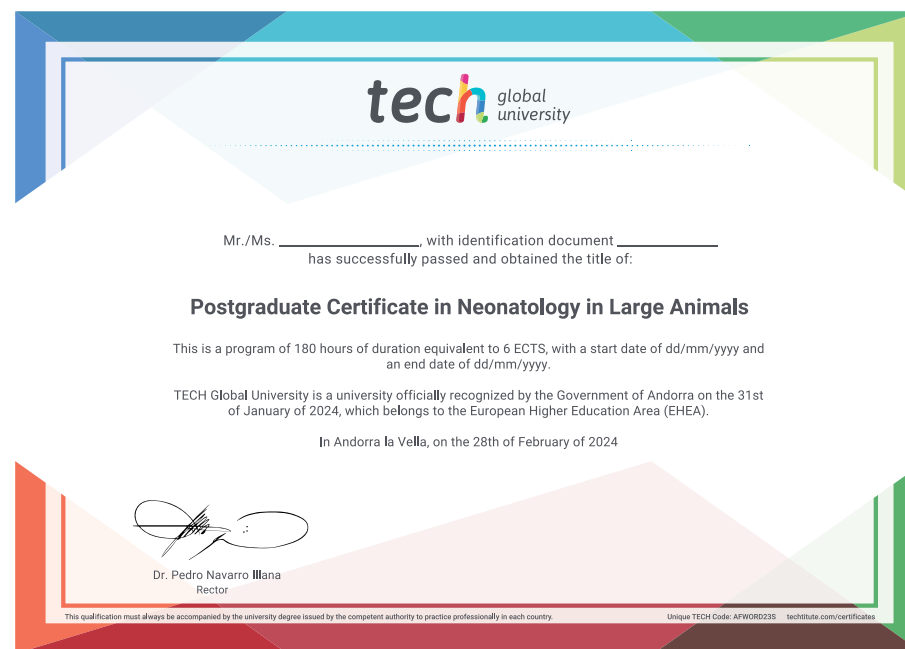 tech global university
Mr./Ms. ____________, with identification document ____________
has successfully passed and obtained the title of:
Postgraduate Certificate in Neonatology in Large Animals
This is a program of 180 hours of duration equivalent to 6 ECTS, with a start date of dd/mm/yyyy and
an end date of dd/mm/yyyy.
TECH Global University is a university officially recognized by the Government of Andorra on the 31st
of January of 2024, which belongs to the European Higher Education Area (EHEA).
In Andorra la Vella, on the 28th of February of 2024
Dr. Pedro Navarro Illana
Rector
This qualification must always be accompanied by the university degree issued by the competent authority to practice professionally in each country. Unique TECH Code: AFWORD23S techtitute.com/certificates